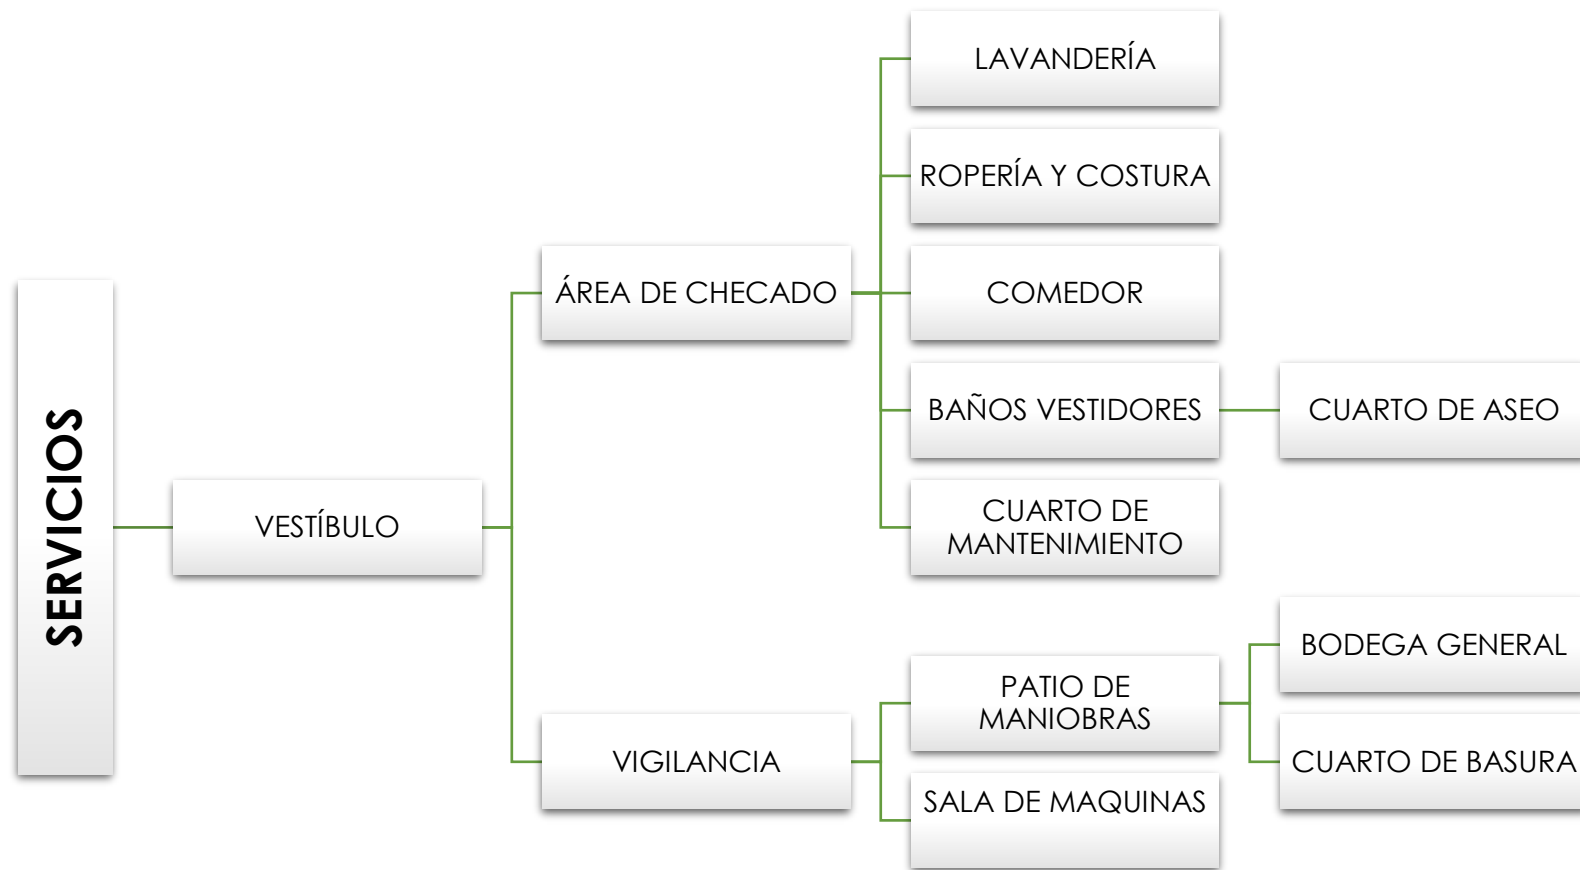 SERVICIOS
VESTÍBULO
ÁREA DE CHECADO
LAVANDERÍA
ROPERÍA Y COSTURA
COMEDOR
BAÑOS VESTIDORES
CUARTO DE ASEO
CUARTO DE
MANTENIMIENTO
VIGILANCIA
PATIO DE
MANIOBRAS
BODEGA GENERAL
CUARTO DE BASURA
SALA DE MAQUINAS